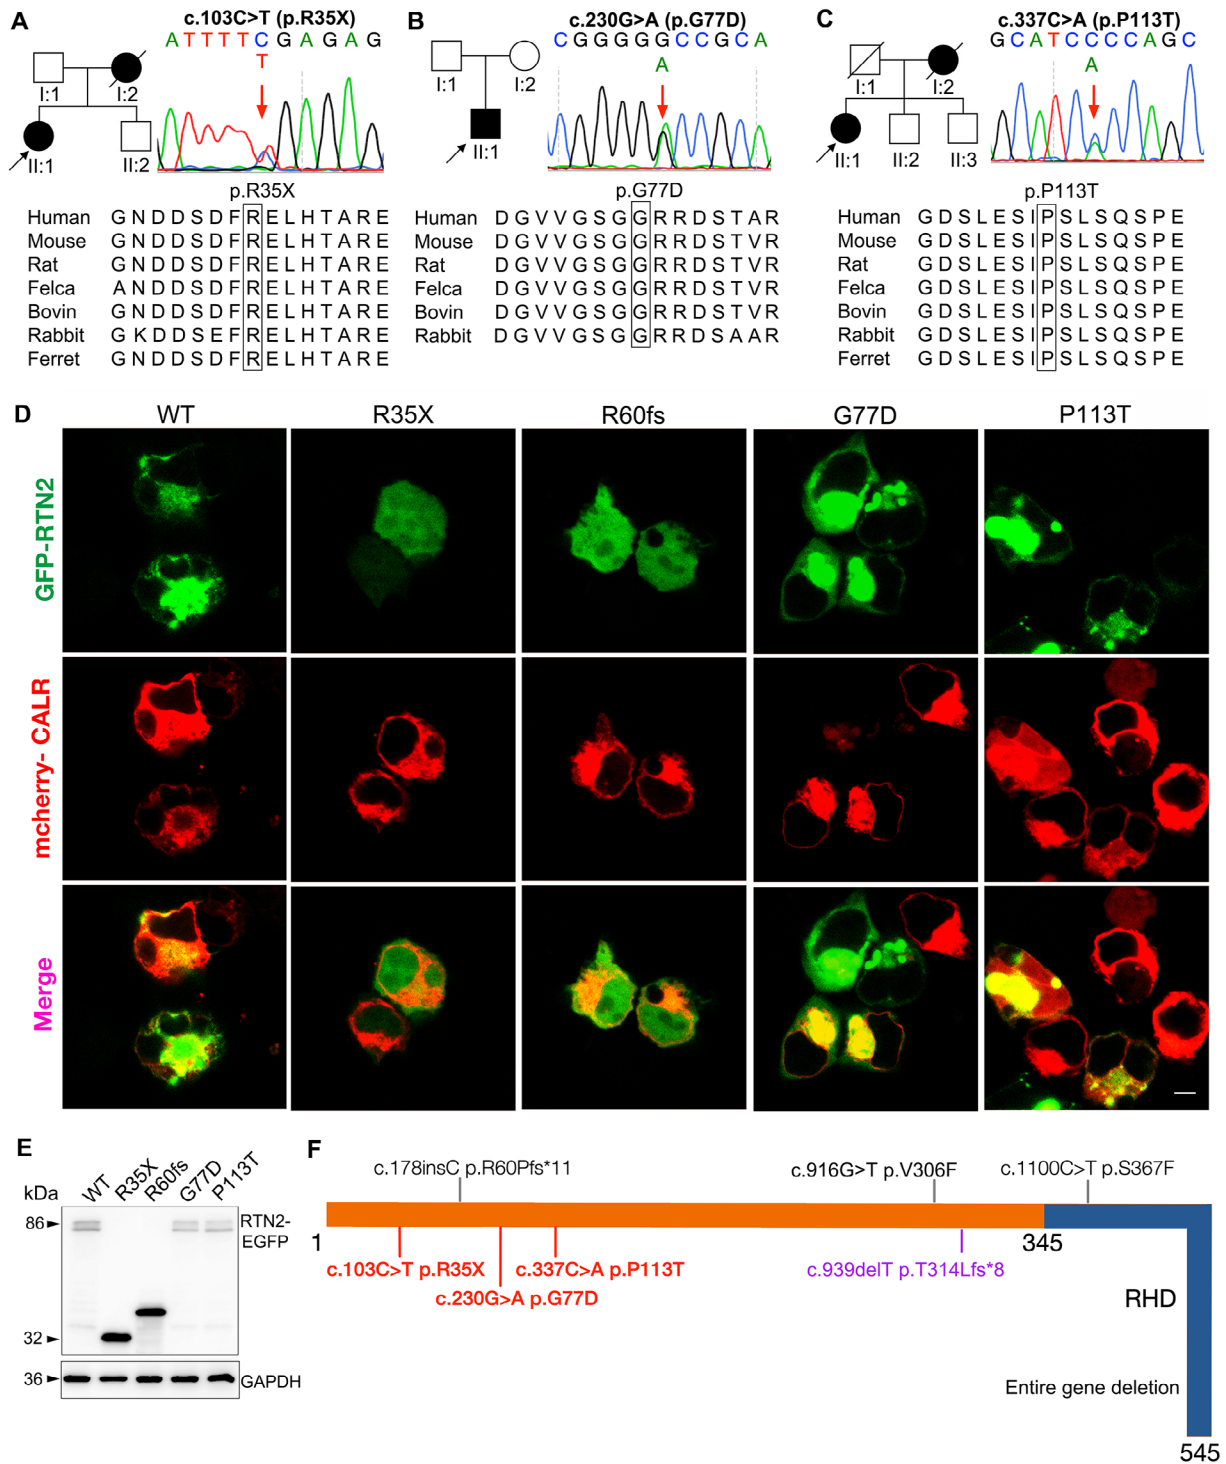 A
c.103C>T (p.R35X)
A T T T T C G A G A G
T
I:1
I:2
II:1
II:2
p.R35X
Human G N D D S D F R E L H T A R E
Mouse G N D D S D F R E L H T A R E
Rat G N D D S D F R E L H T A R E
Felca A N D D S D F R E L H T A R E
Bovin G N D D S D F R E L H T A R E
Rabbit G K D D S E F R E L H T A R E
Ferret G N D D S D F R E L H T A R E
B
c.230G>A (p.G77D)
C G G G G G C C G C A
A
I:1
I:2
II:1
p.G77D
Human D G V V G S G G R R D S T A R
Mouse D G V V G S G G R R D S T V R
Rat D G V V G S G G R R D S T V R
Felca D G V V G S G G R R D S T V R
Bovin D G V V G S G G R R D S T V R
Rabbit D G V V G S G G R R D S A A R
C
c.337C>A (p.P113T)
G C A T C C C C A G C
A
I:1
I:2
II:1
II:2
II:3
p.P113T
Human G D S L E S I P S L S Q S P E
Mouse G D S L E S I P S L S Q S P E
Rat G D S L E S I P S L S Q S P E
Felca G D S L E S I P S L S Q S P E
Bovin G D S L E S I P S L S Q S P E
Rabbit G D S L E S I P S L S Q S P E
Ferret G D S L E S I P S L S Q S P E
D
WT R35X R60fs G77D P113T
GFP-RTN2
mcherry- CALR
Merge
E
kDa
WT R35X R60fs G77D P113T
86
RTN2-
EGFP
32
36
GAPDH
F
c.178insC p.R60Pfs*11
c.916G>T p.V306F
c.1100C>T p.S367F
1
345
c.103C>T p.R35X
c.337C>A p.P113T
c.939delT p.T314Lfs*8
c.230G>A p.G77D
RHD
Entire gene deletion
545